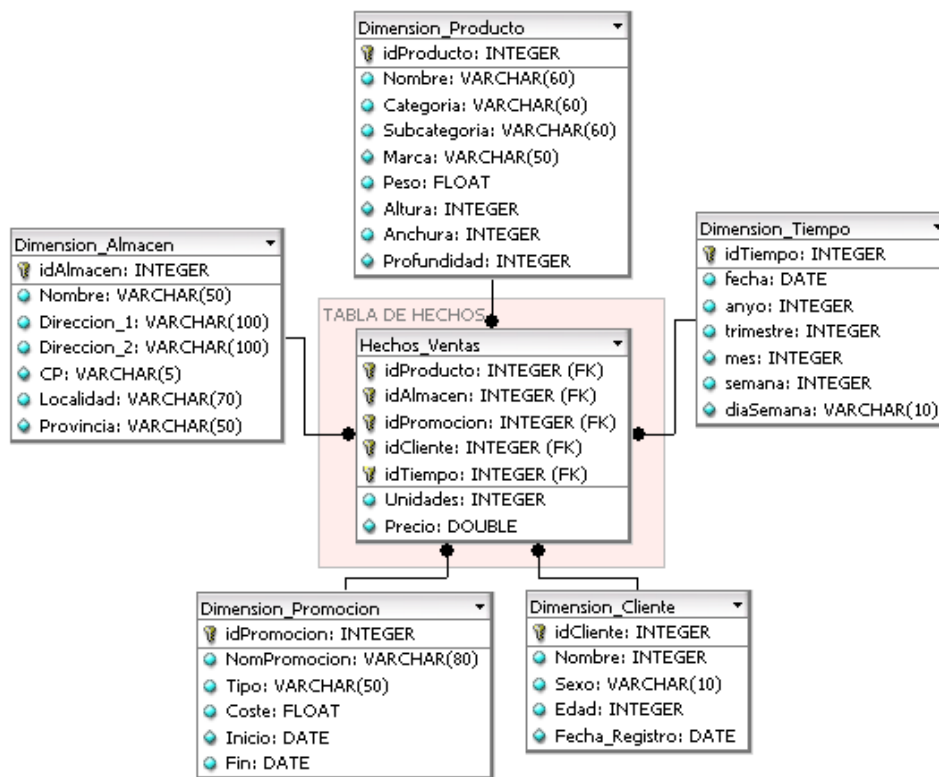 Dimension_Producto
idProducto: INTEGER
Nombre: VARCHAR(60)
Categoria: VARCHAR(60)
Subcategoria: VARCHAR(60)
Marca: VARCHAR(50)
Peso: FLOAT
Altura: INTEGER
Anchura: INTEGER
Profundidad: INTEGER
Dimension_Almacen
idAlmacen: INTEGER
Nombre: VARCHAR(50)
Direccion_1: VARCHAR(100)
Direccion_2: VARCHAR(100)
CP: VARCHAR(5)
Localidad: VARCHAR(70)
Provincia: VARCHAR(50)
TABLA DE HECHOS
Hechos_Ventas
idProducto: INTEGER (FK)
idAlmacen: INTEGER (FK)
idPromocion: INTEGER (FK)
idCliente: INTEGER (FK)
idTiempo: INTEGER (FK)
Unidades: INTEGER
Precio: DOUBLE
Dimension_Tiempo
idTiempo: INTEGER
fecha: DATE
anyo: INTEGER
trimestre: INTEGER
mes: INTEGER
semana: INTEGER
diaSemana: VARCHAR(10)
Dimension_Promocion
idPromocion: INTEGER
NomPromocion: VARCHAR(80)
Tipo: VARCHAR(50)
Coste: FLOAT
Inicio: DATE
Fin: DATE
Dimension_Cliente
idCliente: INTEGER
Nombre: INTEGER
Sexo: VARCHAR(10)
Edad: INTEGER
Fecha_Registro: DATE